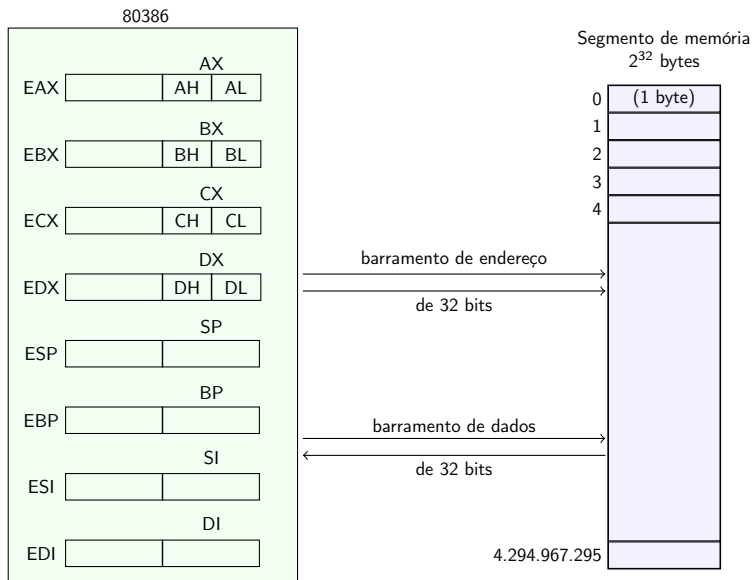 80386
AX
EAX AH AL
BX
EBX BH BL
CX
ECX CH CL
DX
EDX DH DL
SP
ESP
BP
EBP
SI
ESI
DI
EDI
barramento de endereço
de 32 bits
barramento de dados
de 32 bits
Segmento de memória
2³² bytes
0 (1 byte)
1
2
3
4
4.294.967.295